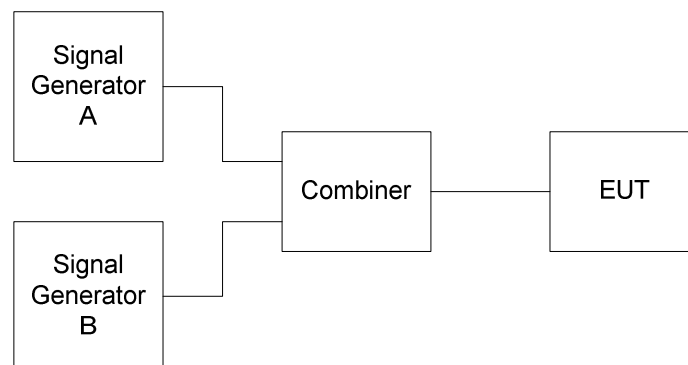 Signal
Generator
A
Combiner
EUT
Signal
Generator
B